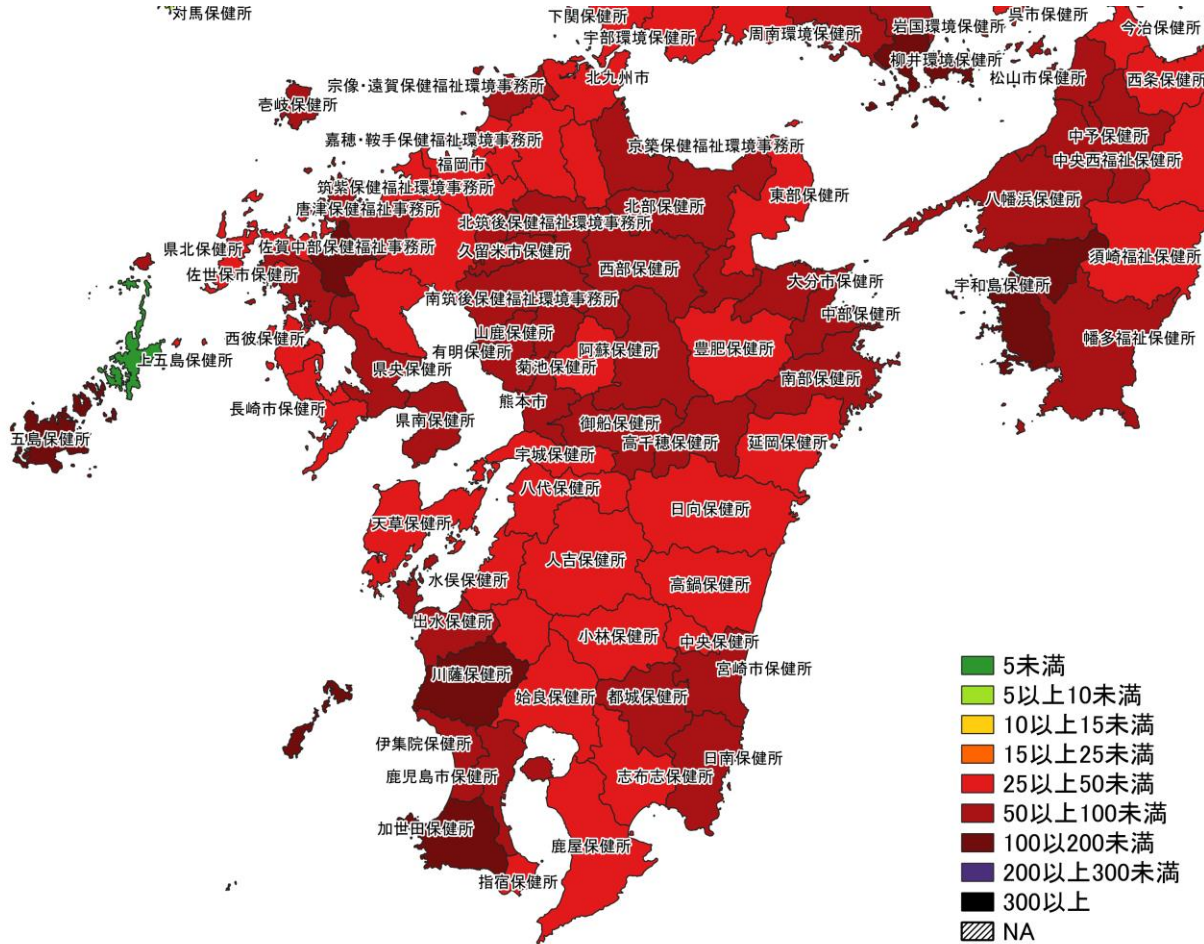 対馬保健所
下関保健所
宇部環境保健所
周南環境保健所
岩国環境保健所
呉市保健所
今治保健所
柳井環境保健所
北九州市
松山市保健所
西条保健所
宗像・遠賀保健福祉環境事務所
壱岐保健所
嘉穂・鞍手保健福祉環境事務所
京築保健福祉環境事務所
中予保健所
福岡市
中央西福祉保健所
筑紫保健福祉環境事務所
東部保健所
八幡浜保健所
唐津保健福祉事務所
北部保健所
北筑後保健福祉環境事務所
県北保健所
佐賀中部保健福祉事務所
久留米市保健所
須崎福祉保健所
佐世保市保健所
西部保健所
大分市保健所
宇和島保健所
南筑後保健福祉環境事務所
中部保健所
西彼保健所
山鹿保健所
幡多福祉保健所
有明保健所
阿蘇保健所
豊肥保健所
上五島保健所
県央保健所
菊池保健所
南部保健所
長崎市保健所
熊本市
県南保健所
御船保健所
五島保健所
高千穂保健所
延岡保健所
宇城保健所
八代保健所
日向保健所
天草保健所
人吉保健所
水俣保健所
高鍋保健所
出水保健所
小林保健所
中央保健所
川薩保健所
宮崎市保健所
姶良保健所
都城保健所
伊集院保健所
日南保健所
鹿児島市保健所
志布志保健所
加世田保健所
鹿屋保健所
指宿保健所
5未満
5以上10未満
10以上15未満
15以上25未満
25以上50未満
50以上100未満
100以200未満
200以上300未満
300以上
NA